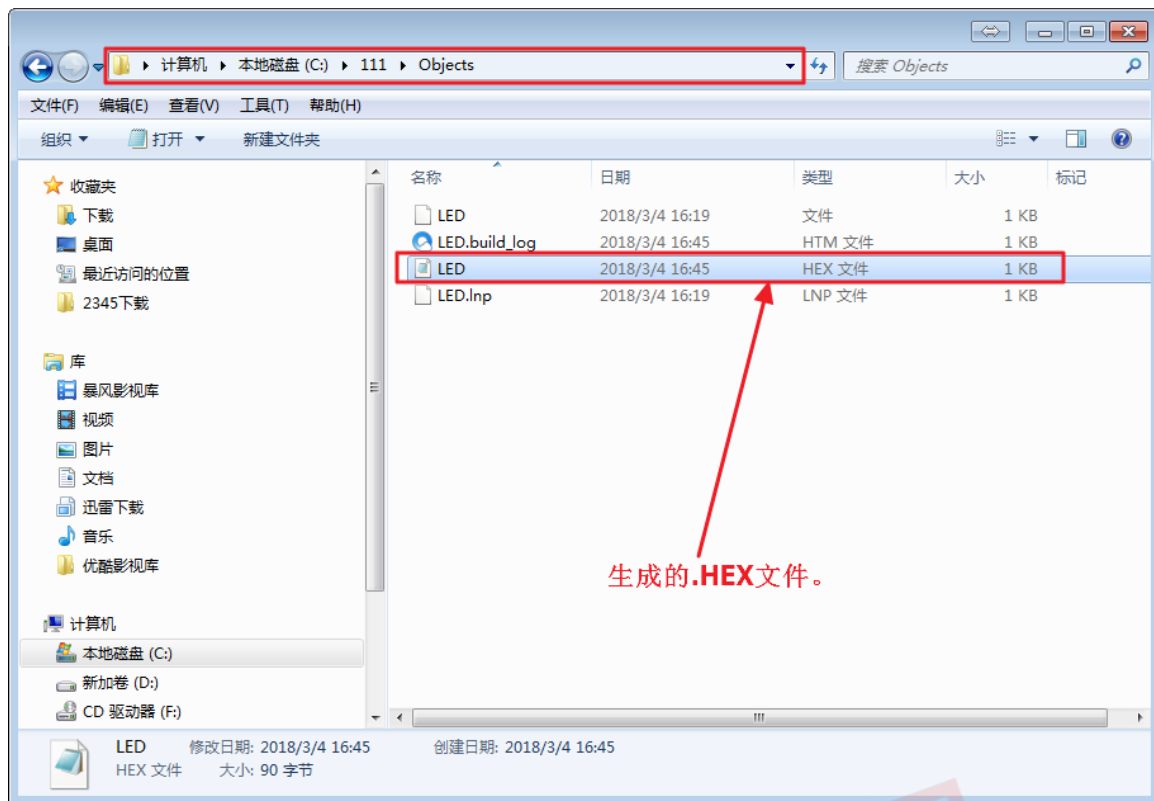 计算机 本地磁盘 (C:) 111 Objects
搜索 Objects
文件(F) 编辑(E) 查看(V) 工具(T) 帮助(H)
组织 打开 新建文件夹
收藏夹
下载
桌面
最近访问的位置
2345下载
库
暴风影视库
视频
图片
文档
迅雷下载
音乐
优酷影视库
计算机
本地磁盘 (C:)
新加卷 (D:)
CD 驱动器 (F:)
名称 日期 类型 大小 标记
LED 2018/3/4 16:19 文件 1 KB
LED.build_log 2018/3/4 16:45 HTM 文件 1 KB
LED 2018/3/4 16:45 HEX 文件 1 KB
LED.lnp 2018/3/4 16:19 LNP 文件 1 KB
生成的.HEX文件。
LED 修改日期: 2018/3/4 16:45 创建日期: 2018/3/4 16:45
HEX 文件 大小: 90 字节